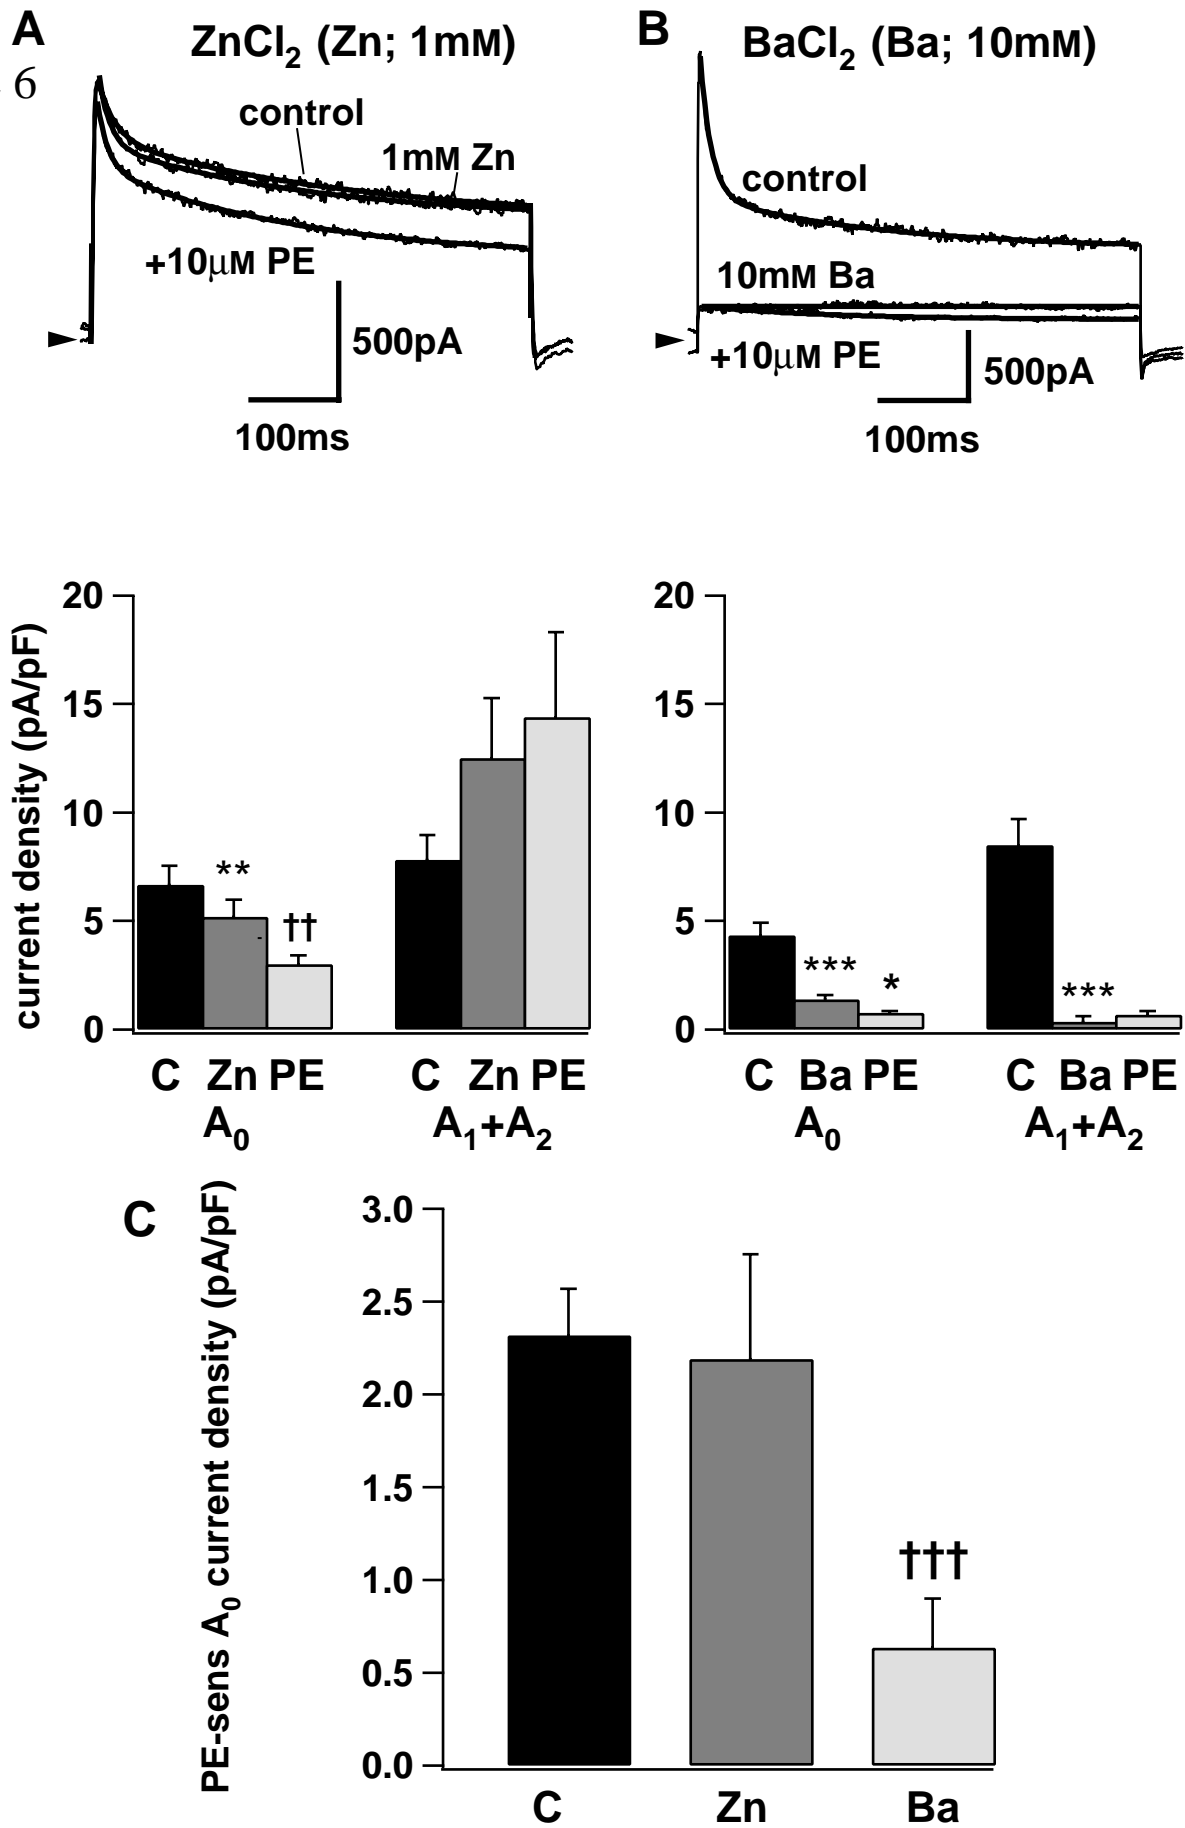 A
ZnCl2 (Zn; 1mM)
6
control
1mM Zn
+10μM PE
500pA
100ms
B
BaCl2 (Ba; 10mM)
control
10mM Ba
+10μM PE
500pA
100ms
current density (pA/pF)
20
15
10
5
0
**
††
C Zn PE C Zn PE
A0 A1+A2
20
15
10
5
0
***
*
***
C Ba PE C Ba PE
A0 A1+A2
C
PE-sens A0 current density (pA/pF)
3.0
2.5
2.0
1.5
1.0
0.5
0.0
†††
C Zn Ba